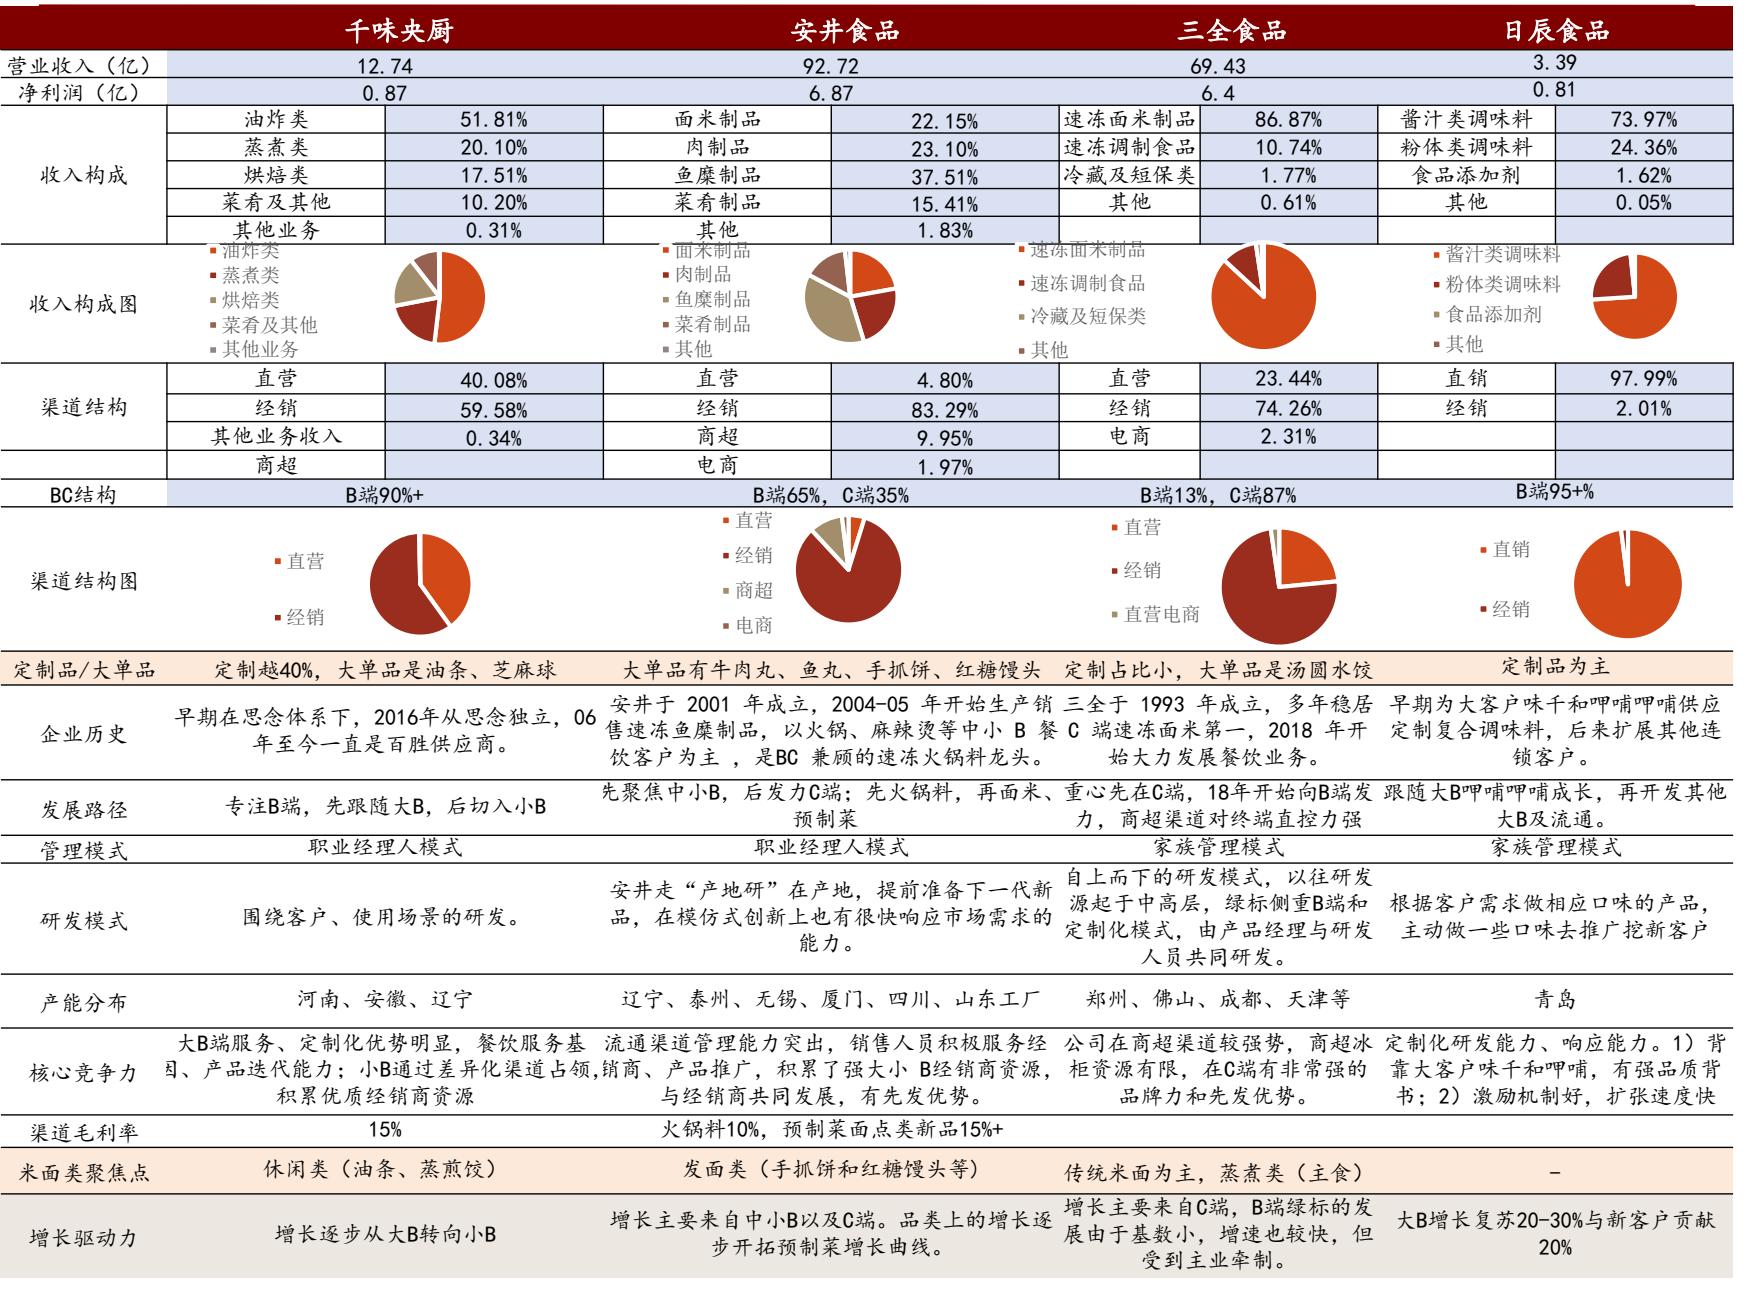 千味央厨 安井食品 三全食品 日辰食品
营业收入（亿） 12.74 92.72 69.43 3.39
净利润（亿） 0.87 6.87 6.4 0.81
油炸类 51.81% 面米制品 22.15% 速冻面米制品 86.87% 酱汁类调味料 73.97%
蒸煮类 20.10% 肉制品 23.10% 速冻调制食品 10.74% 粉体类调味料 24.36%
收入构成 烘焙类 17.51% 鱼糜制品 37.51% 冷藏及短保类 1.77% 食品添加剂 1.62%
菜肴及其他 10.20% 菜肴制品 15.41% 其他 0.61% 其他 0.05%
其他业务 0.31% 其他 1.83%
收入构成图
油炸类
蒸煮类
烘焙类
菜肴及其他
其他业务
面米制品
肉制品
鱼糜制品
菜肴制品
其他
速冻面米制品
速冻调制食品
冷藏及短保类
其他
酱汁类调味料
粉体类调味料
食品添加剂
其他
直营 40.08% 直营 4.80% 直营 23.44% 直销 97.99%
渠道结构 经销 59.58% 经销 83.29% 经销 74.26% 经销 2.01%
其他业务收入 0.34% 商超 9.95% 电商 2.31%
商超 电商 1.97%
BC结构 B端90%+ B端65%，C端35% B端13%，C端87% B端95+%
渠道结构图
直营
经销
直营
经销
商超
电商
直营
经销
直营电商
直销
经销
定制品/大单品 定制越40%，大单品是油条、芝麻球 大单品有牛肉丸、鱼丸、手抓饼、红糖馒头 定制占比小，大单品是汤圆水饺 定制品为主
企业历史
早期在思念体系下，2016年从思念独立，06
年至今一直是百胜供应商。
安井于 2001 年成立，2004-05 年开始生产销
售速冻鱼糜制品，以火锅、麻辣烫等中小 B 餐
饮客户为主 ，是BC 兼顾的速冻火锅料龙头。
三全于 1993 年成立，多年稳居
C 端速冻面米第一，2018 年开
始大力发展餐饮业务。
早期为大客户味千和呷哺呷哺供应
定制复合调味料，后来扩展其他连
锁客户。
发展路径
专注B端，先跟随大B，后切入小B
先聚焦中小B，后发力C端；先火锅料，再面米、
预制菜
重心先在C端，18年开始向B端发
力，商超渠道对终端直控力强
跟随大B呷哺呷哺成长，再开发其他
大B及流通。
管理模式 职业经理人模式 职业经理人模式 家族管理模式 家族管理模式
研发模式
围绕客户、使用场景的研发。
安井走“产地研”在产地，提前准备下一代新
品，在模仿式创新上也有很快响应市场需求的
能力。
自上而下的研发模式，以往研发
源起于中高层，绿标侧重B端和
定制化模式，由产品经理与研发
人员共同研发。
根据客户需求做相应口味的产品，
主动做一些口味去推广挖新客户
产能分布 河南、安徽、辽宁 辽宁、泰州、无锡、厦门、四川、山东工厂 郑州、佛山、成都、天津等 青岛
核心竞争力
大B端服务、定制化优势明显，餐饮服务基
因、产品迭代能力；小B通过差异化渠道占领，
积累优质经销商资源
流通渠道管理能力突出，销售人员积极服务经
销商、产品推广，积累了强大小 B经销商资源，
与经销商共同发展，有先发优势。
公司在商超渠道较强势，商超冰
柜资源有限，在C端有非常强的
品牌力和先发优势。
定制化研发能力、响应能力。1）背
靠大客户味千和呷哺，有强品质背
书；2）激励机制好，扩张速度快
渠道毛利率 15% 火锅料10%，预制菜面点类新品15%+
米面类聚焦点 休闲类（油条、蒸煎饺） 发面类（手抓饼和红糖馒头等） 传统米面为主，蒸煮类（主食） -
增长驱动力
增长逐步从大B转向小B
增长主要来自中小B以及C端。品类上的增长逐
步开拓预制菜增长曲线。
增长主要来自C端，B端绿标的发
展由于基数小，增速也较快，但
受到主业牵制。
大B增长复苏20-30%与新客户贡献
20%